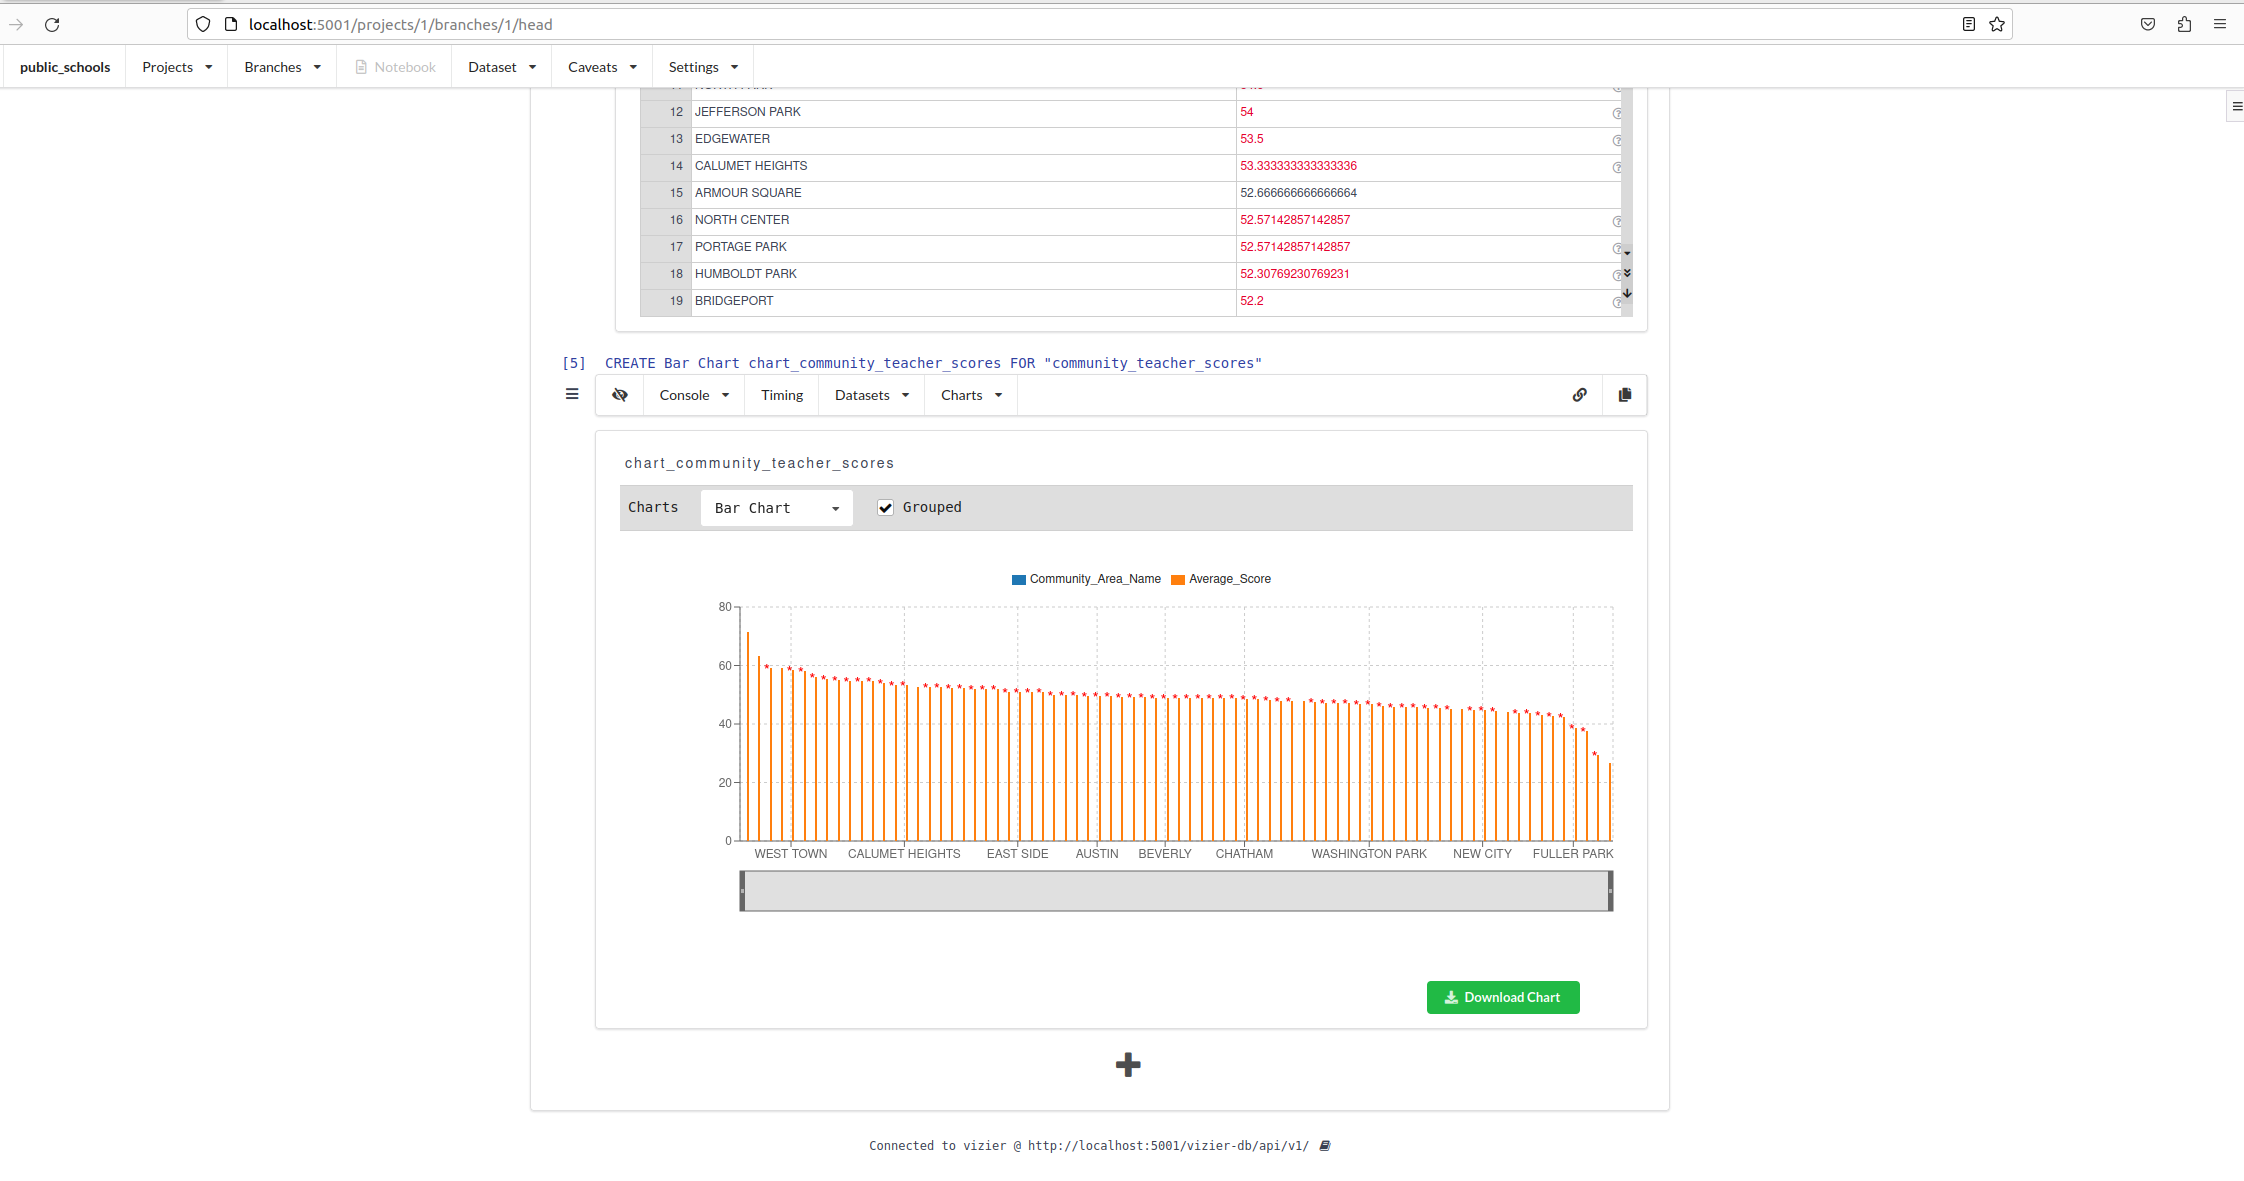 localhost:5001/projects/1/branches/1/head
public_schools Projects Branches Notebook Dataset Caveats Settings
12 JEFFERSON PARK 54
13 EDGEWATER 53.5
14 CALUMET HEIGHTS 53.333333333333336
15 ARMOUR SQUARE 52.666666666666664
16 NORTH CENTER 52.57142857142857
17 PORTAGE PARK 52.57142857142857
18 HUMBOLDT PARK 52.30769230769231
19 BRIDGEPORT 52.2
[5] CREATE Bar Chart chart_community_teacher_scores FOR "community_teacher_scores"
Console Timing Datasets Charts
chart_community_teacher_scores
Charts Bar Chart Grouped
Community_Area_Name Average_Score
80
60
40
20
0
WEST TOWN CALUMET HEIGHTS EAST SIDE AUSTIN BEVERLY CHATHAM WASHINGTON PARK NEW CITY FULLER PARK
Download Chart
Connected to vizier @ http://localhost:5001/vizier-db/api/v1/